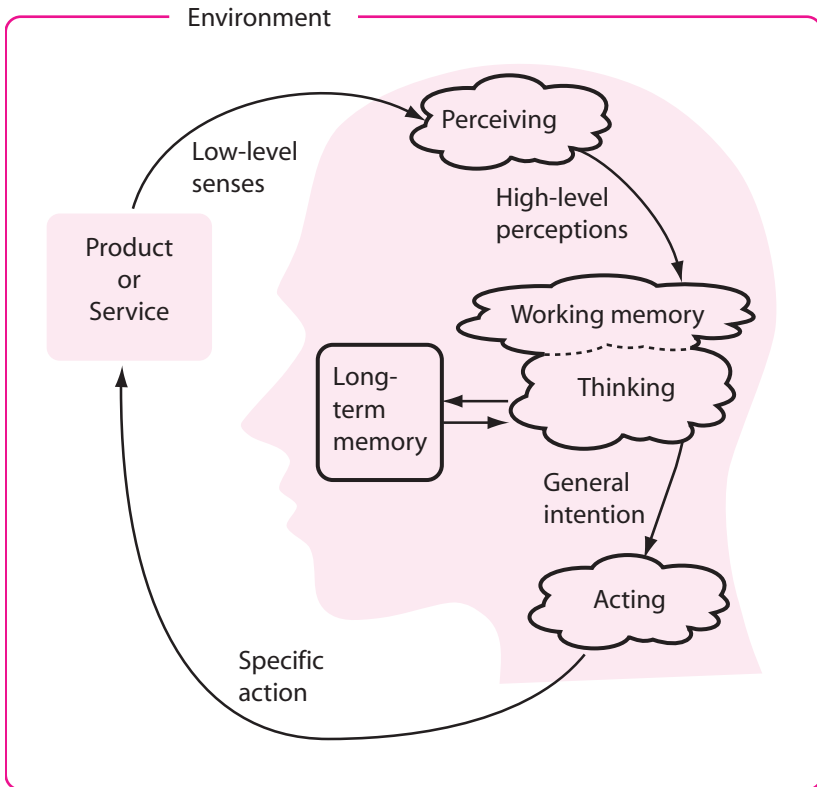 Environment
Perceiving
Low-level
senses
High-level
perceptions
Product
or
Service
Working memory
Long-
term
memory
Thinking
General
intention
Acting
Specific
action